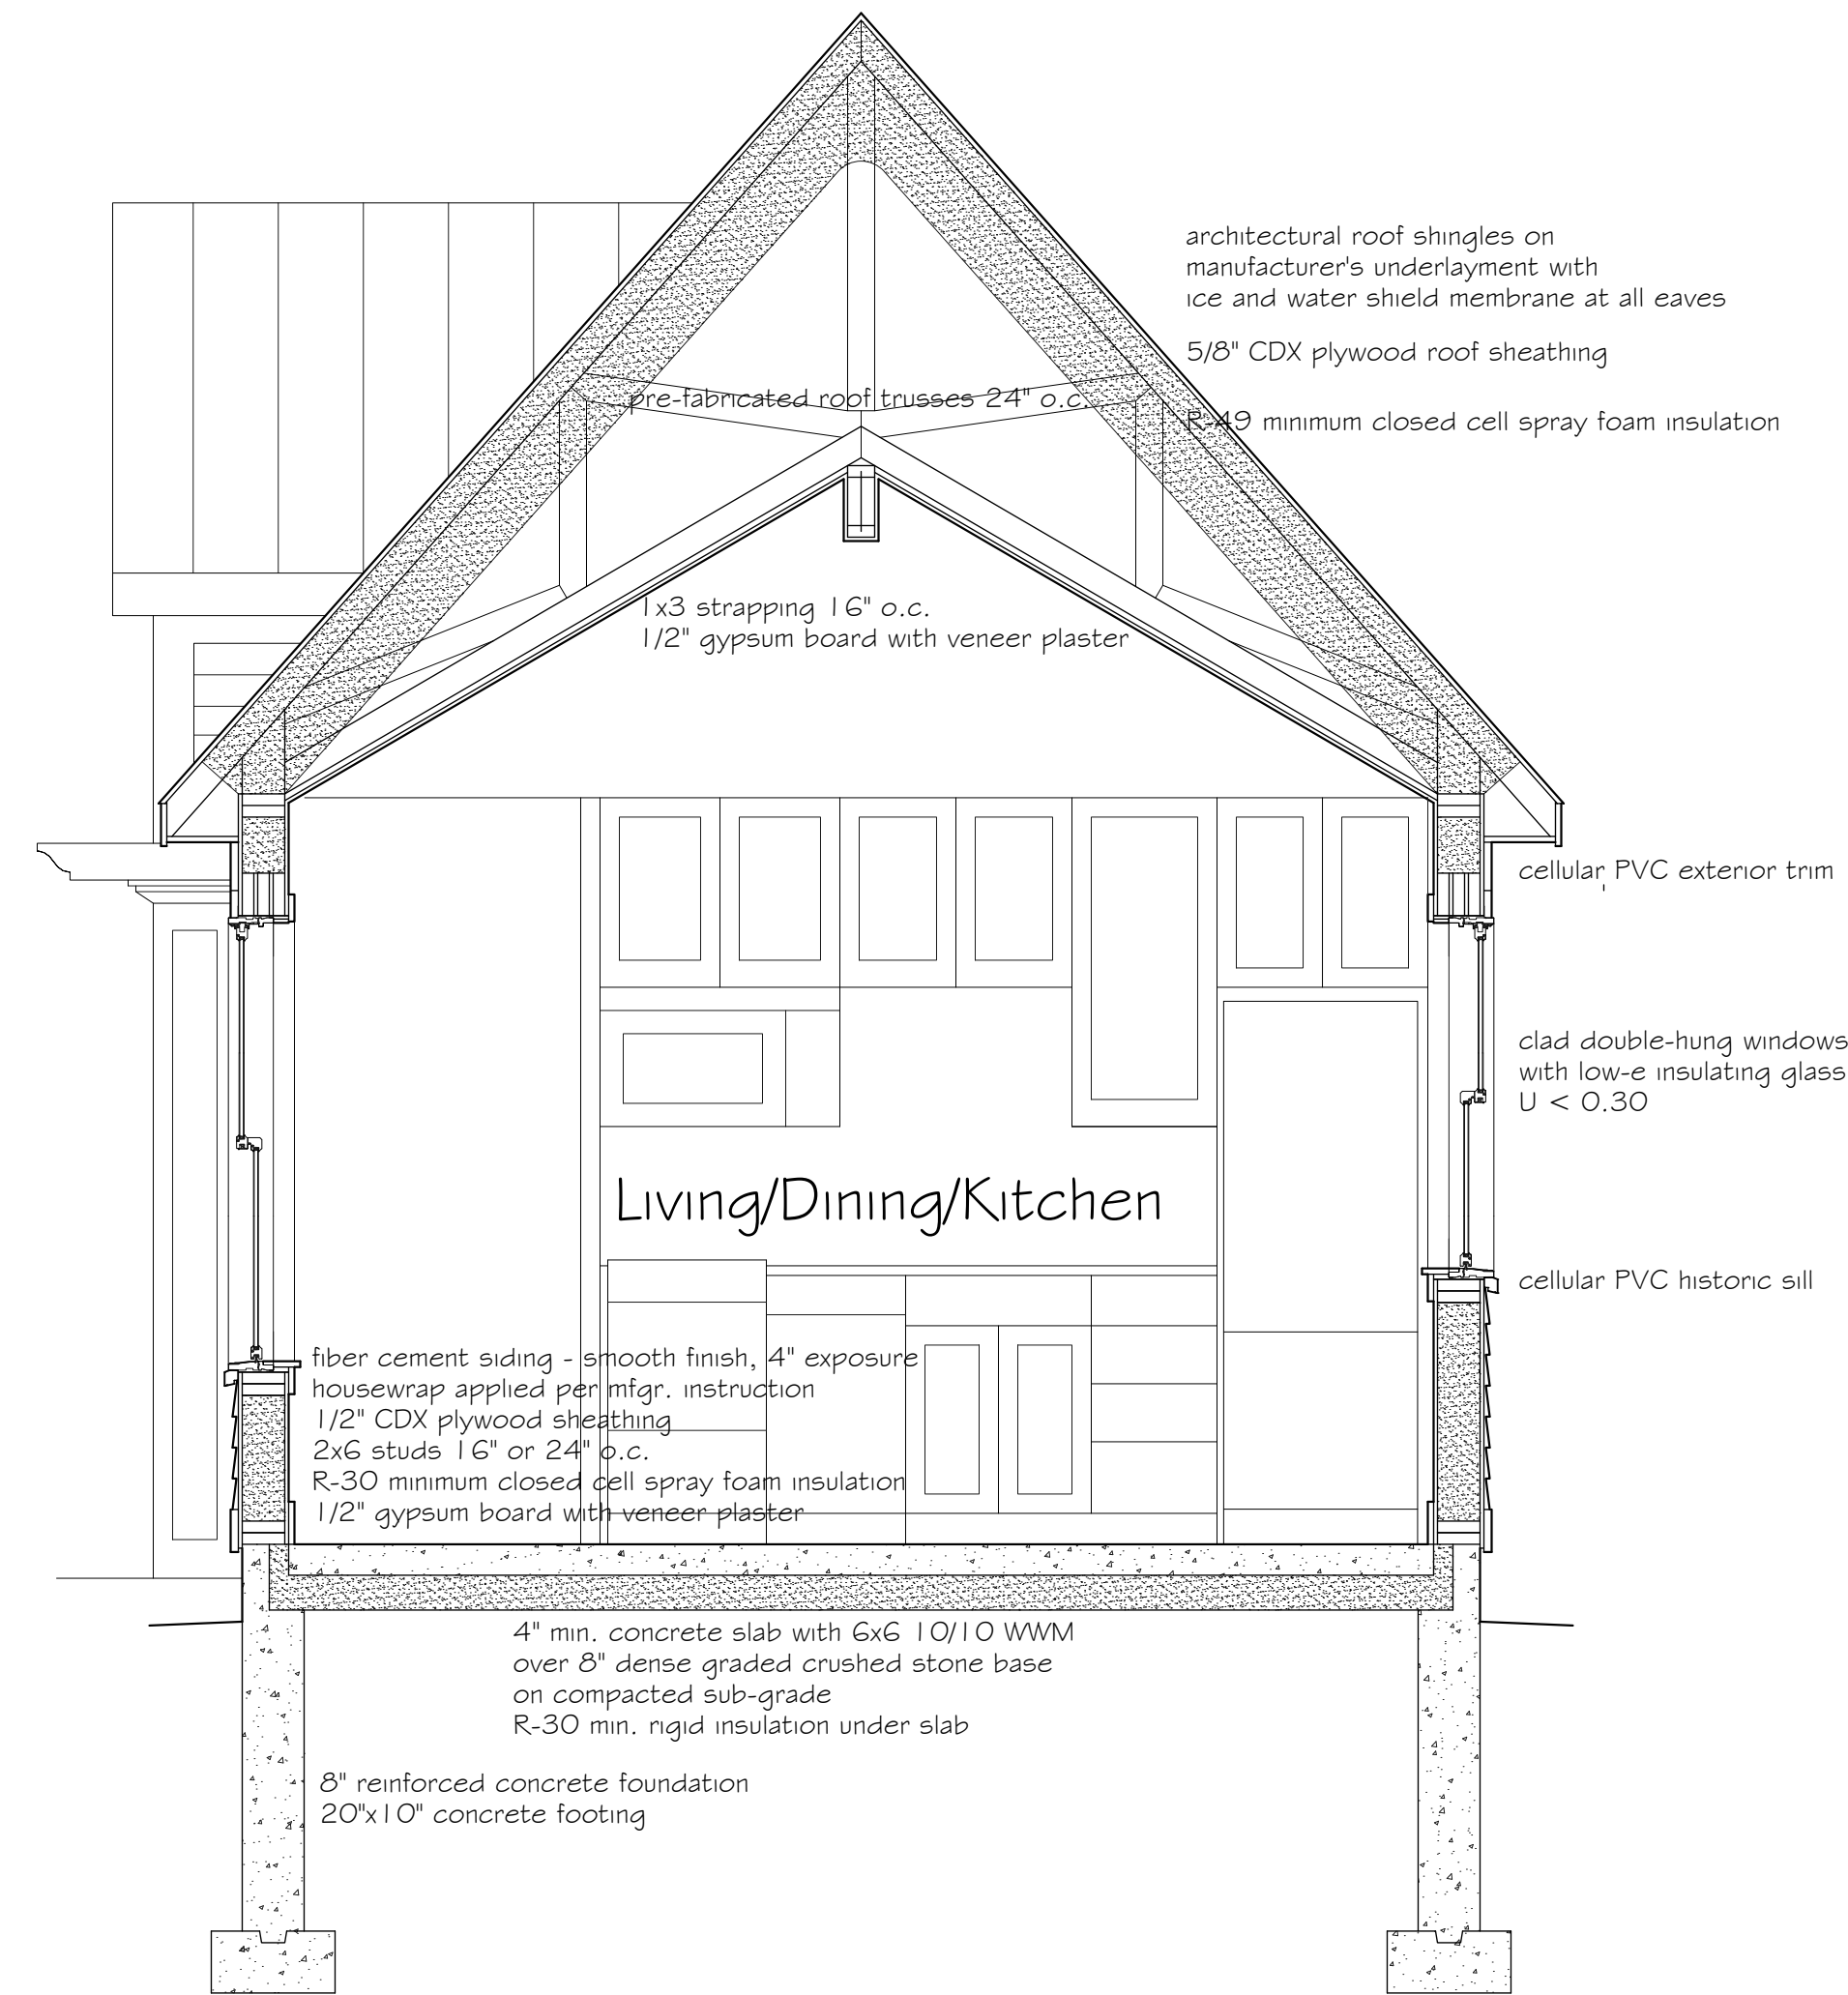 architectural roof shingles on
manufacturer's underlayment with
ice and water shield membrane at all eaves
5/8" CDX plywood roof sheathing
pre-fabricated roof trusses 24" o.c.
R-49 minimum closed cell spray foam insulation
1x3 strapping 16" o.c.
1/2" gypsum board with veneer plaster
cellular PVC exterior trim
clad double-hung windows
with low-e insulating glass
U < 0.30
Living/Dining/Kitchen
cellular PVC historic sill
fiber cement siding - smooth finish, 4" exposure
housewrap applied per mfgr. instruction
1/2" CDX plywood sheathing
2x6 studs 16" or 24" o.c.
R-30 minimum closed cell spray foam insulation
1/2" gypsum board with veneer plaster
4" min. concrete slab with 6x6 10/10 WWM
over 8" dense graded crushed stone base
on compacted sub-grade
R-30 min. rigid insulation under slab
8" reinforced concrete foundation
20"x10" concrete footing